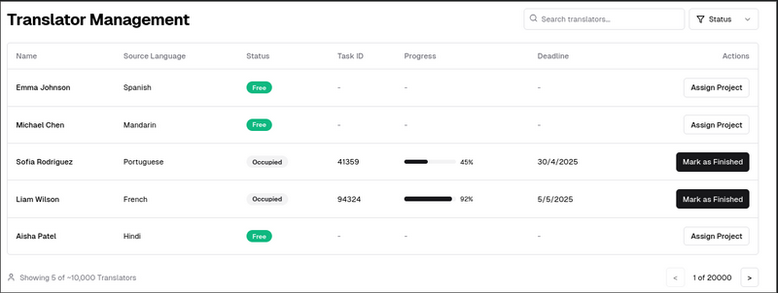 Translator Management
Search translators...
Status
Name Source Language Status Task ID Progress Deadline Actions
Emma Johnson Spanish Free - - - Assign Project
Michael Chen Mandarin Free - - - Assign Project
Sofia Rodriguez Portuguese Occupied 41359 45% 30/4/2025 Mark as Finished
Liam Wilson French Occupied 94324 92% 5/5/2025 Mark as Finished
Aisha Patel Hindi Free - - - Assign Project
Showing 5 of ~10,000 Translators
< 1 of 20000 >